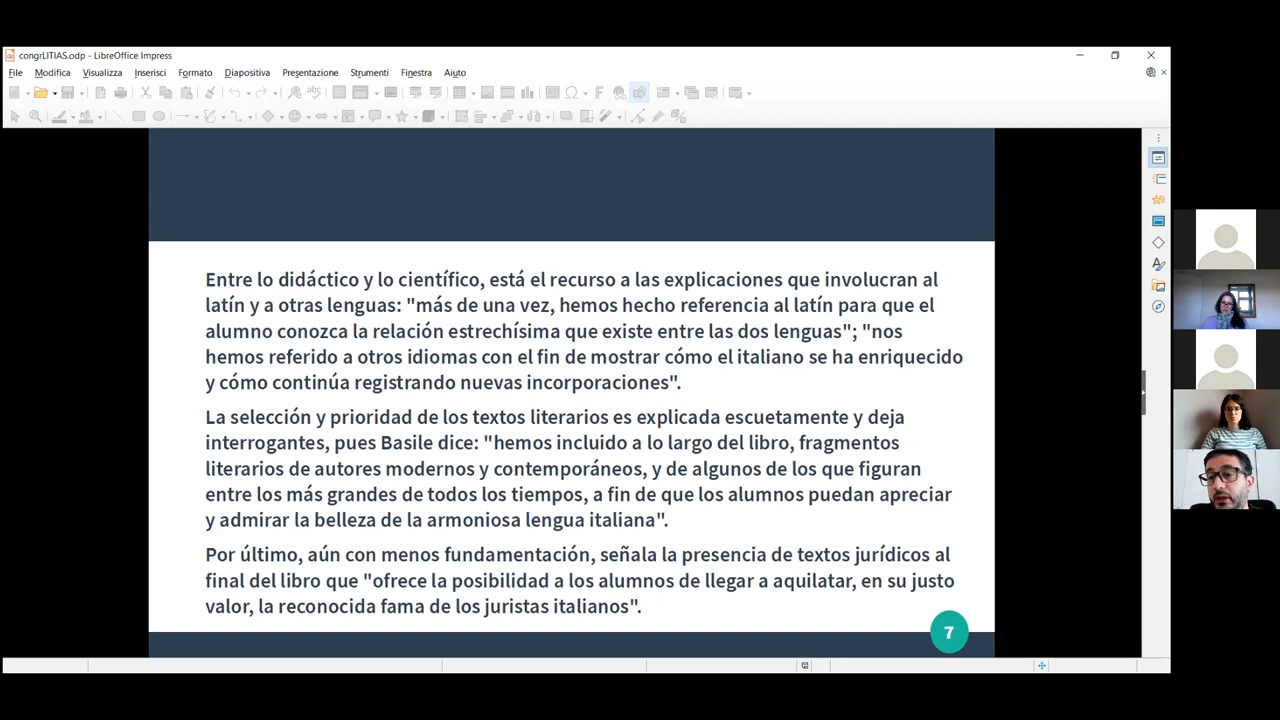 congrLITIAS.odp - LibreOffice Impress
File Modifica Visualizza Inserisci Formato Diapositiva Presentazione Strumenti Finestra Aiuto
Entre lo didáctico y lo científico, está el recurso a las explicaciones que involucran al
latín y a otras lenguas: "más de una vez, hemos hecho referencia al latín para que el
alumno conozca la relación estrechísima que existe entre las dos lenguas"; "nos
hemos referido a otros idiomas con el fin de mostrar cómo el italiano se ha enriquecido
y cómo continúa registrando nuevas incorporaciones".
La selección y prioridad de los textos literarios es explicada escuetamente y deja
interrogantes, pues Basile dice: "hemos incluido a lo largo del libro, fragmentos
literarios de autores modernos y contemporáneos, y de algunos de los que figuran
entre los más grandes de todos los tiempos, a fin de que los alumnos puedan apreciar
y admirar la belleza de la armoniosa lengua italiana".
Por último, aún con menos fundamentación, señala la presencia de textos jurídicos al
final del libro que "ofrece la posibilidad a los alumnos de llegar a aquilatar, en su justo
valor, la reconocida fama de los juristas italianos".
7